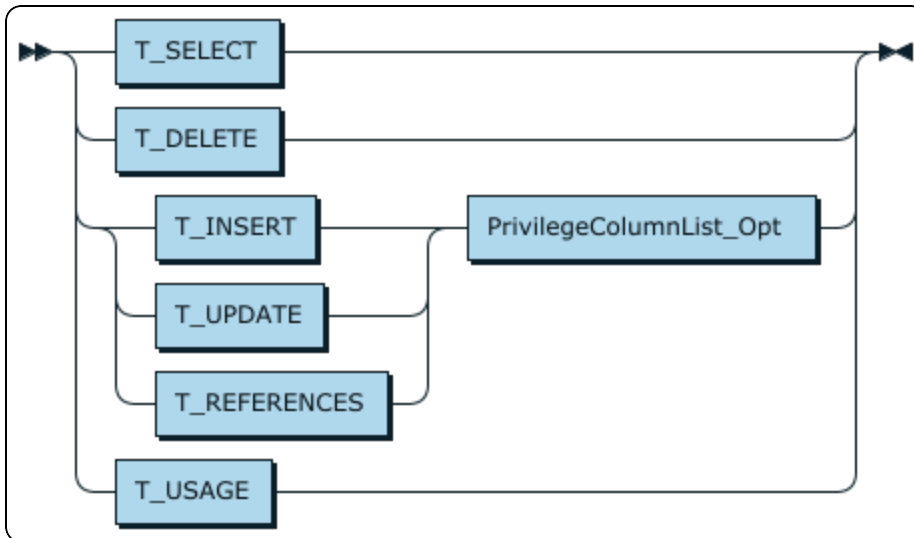 T_SELECT
T_DELETE
T_INSERT PrivilegeColumnList_Opt
T_UPDATE
T_REFERENCES
T_USAGE